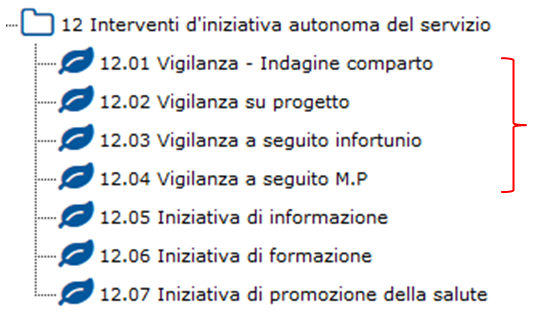 12 Interventi d'iniziativa autonoma del servizio
12.01 Vigilanza - Indagine comparto
12.02 Vigilanza su progetto
12.03 Vigilanza a seguito infortunio
12.04 Vigilanza a seguito M.P
12.05 Iniziativa di informazione
12.06 Iniziativa di formazione
12.07 Iniziativa di promozione della salute